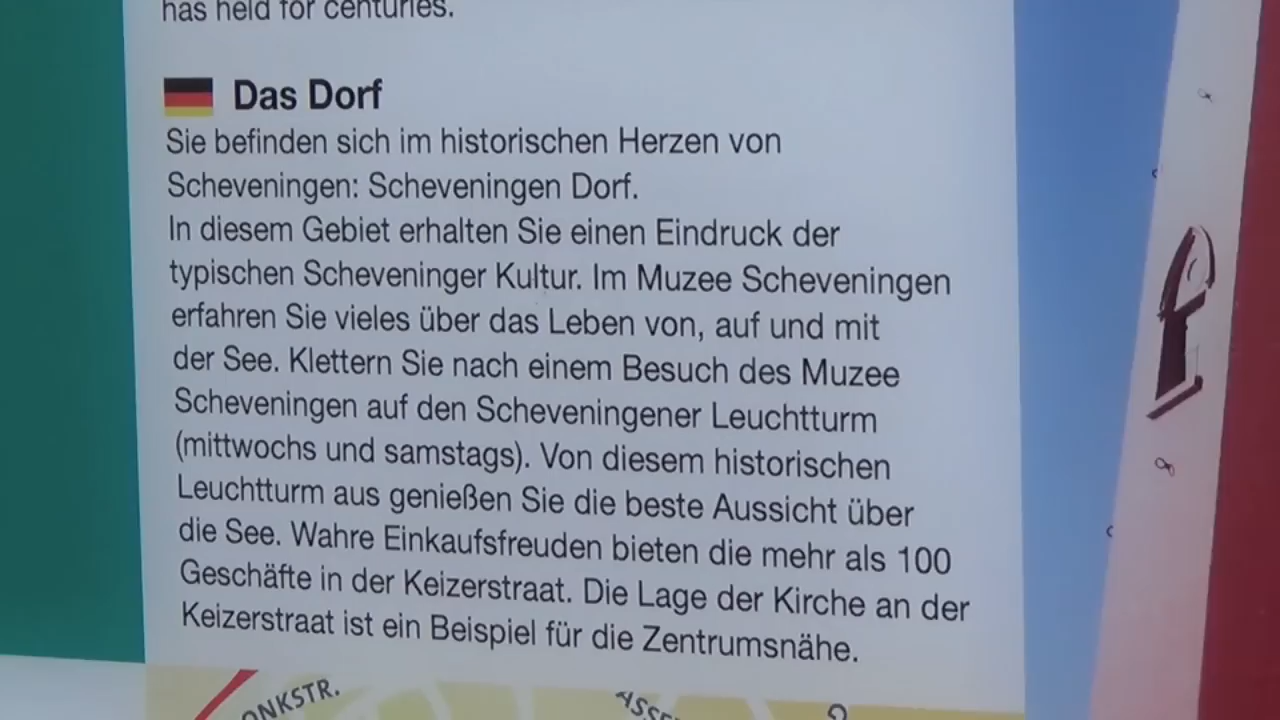 has held for centuries.
Das Dorf
Sie befinden sich im historischen Herzen von
Scheveningen: Scheveningen Dorf.
In diesem Gebiet erhalten Sie einen Eindruck der
typischen Scheveninger Kultur. Im Muzee Scheveningen
erfahren Sie vieles über das Leben von, auf und mit
der See. Klettern Sie nach einem Besuch des Muzee
Scheveningen auf den Scheveningener Leuchtturm
(mittwochs und samstags). Von diesem historischen
Leuchtturm aus genießen Sie die beste Aussicht über
die See. Wahre Einkaufsfreuden bieten die mehr als 100
Geschäfte in der Keizerstraat. Die Lage der Kirche an der
Keizerstraat ist ein Beispiel für die Zentrumsnähe.
ONKSTR.